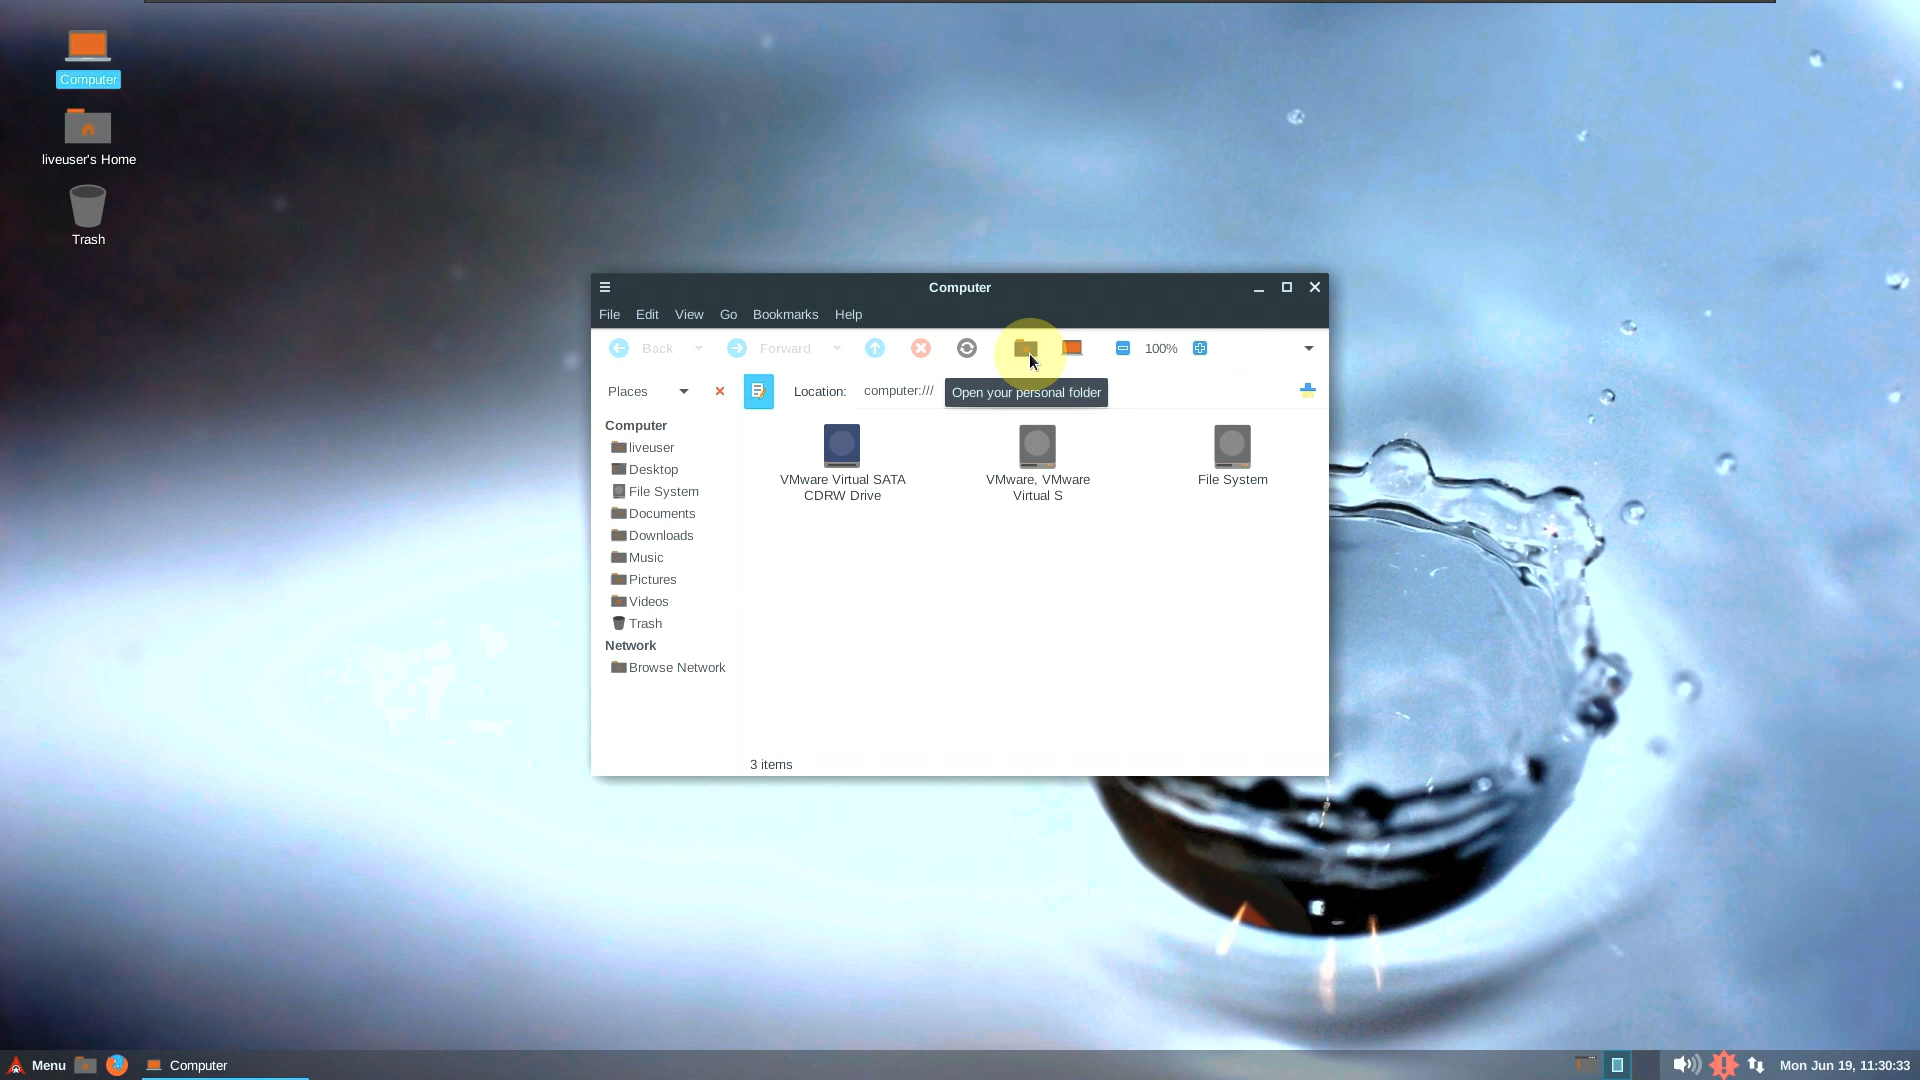 Computer
liveuser's Home
Trash
Computer
File Edit View Go Bookmarks Help
Back Forward 100%
Places Location: computer:///
Open your personal folder
Computer
liveuser
Desktop
File System
Documents
Downloads
Music
Pictures
Videos
Trash
Network
Browse Network
VMware Virtual SATA
CDRW Drive
VMware, VMware
Virtual S
File System
3 items
Menu Computer Mon Jun 19, 11:30:33